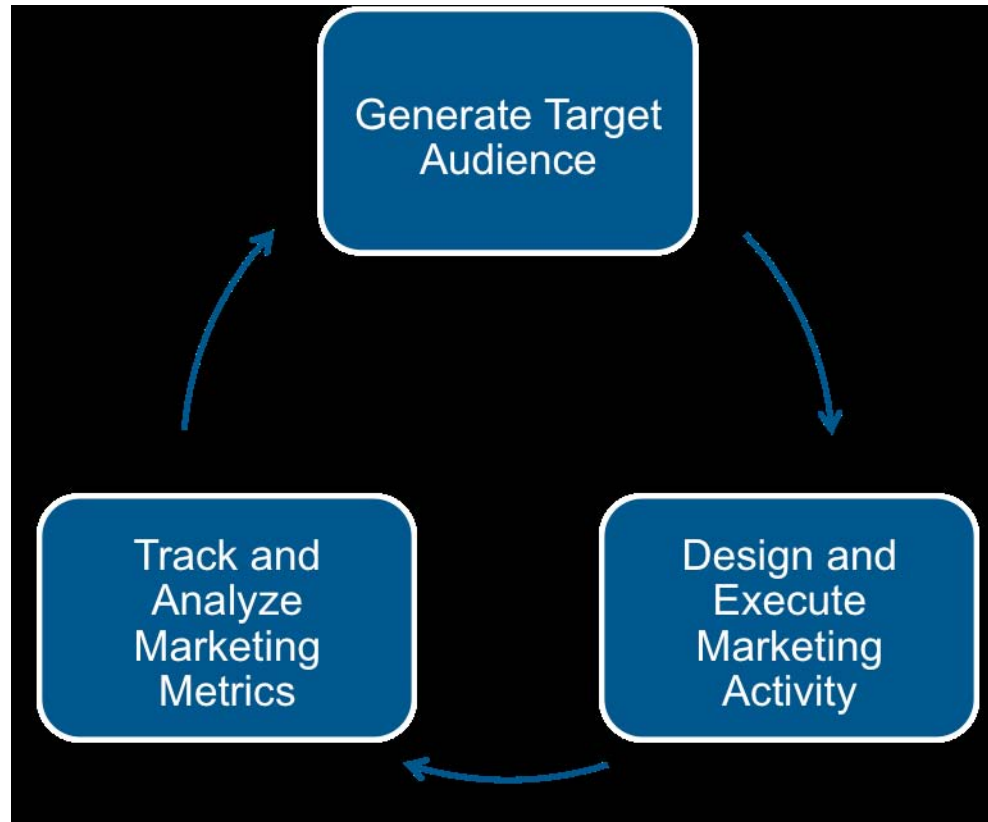 Generate Target
Audience
Track and
Analyze
Marketing
Metrics
Design and
Execute
Marketing
Activity